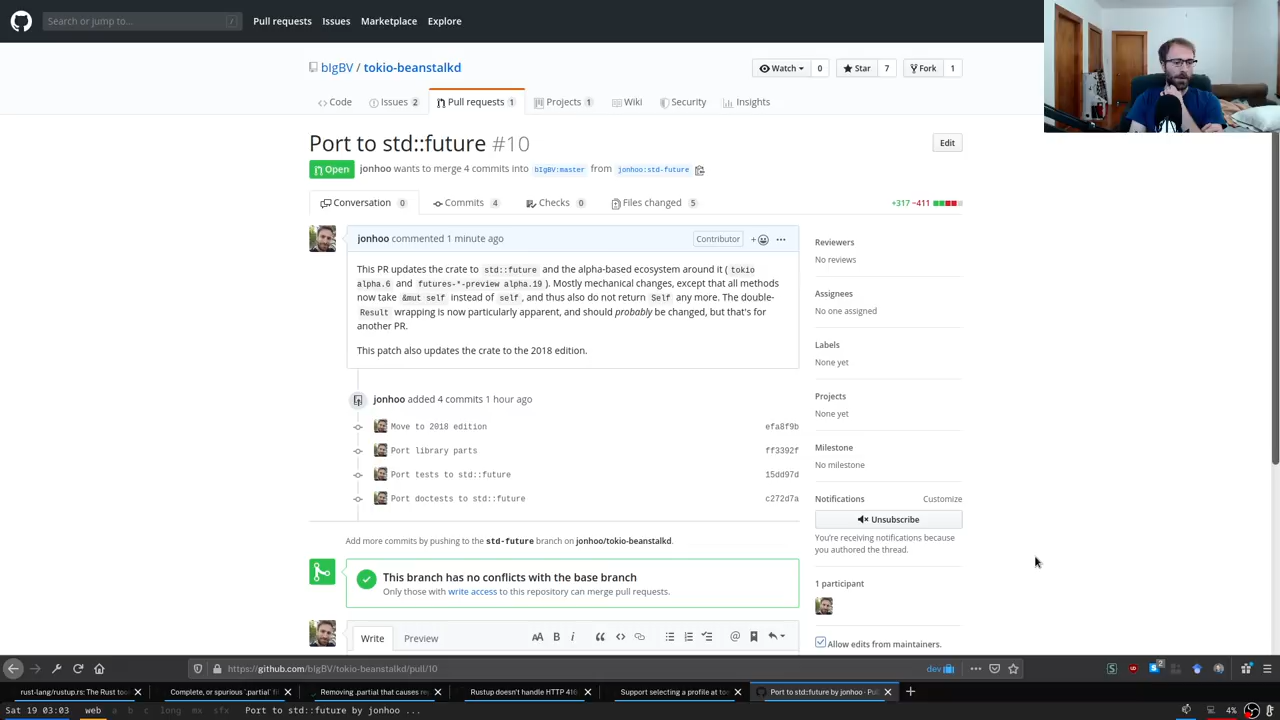 Search or jump to...
/
Pull requests
Issues
Marketplace
Explore
bIgBV / tokio-beanstalkd
Watch
0
Star
7
Fork
1
Code
Issues 2
Pull requests 1
Projects 1
Wiki
Security
Insights
Port to std::future #10
Edit
Open
jonhoo wants to merge 4 commits into bIgBV:master from jonhoo:std-future
Conversation 0
Commits 4
Checks 0
Files changed 5
+317 −411
jonhoo commented 1 minute ago
Contributor
This PR updates the crate to std::future and the alpha-based ecosystem around it ( tokio
alpha.6 and futures-*-preview alpha.19 ). Mostly mechanical changes, except that all methods
now take &mut self instead of self , and thus also do not return Self any more. The double-
Result wrapping is now particularly apparent, and should probably be changed, but that's for
another PR.
This patch also updates the crate to the 2018 edition.
jonhoo added 4 commits 1 hour ago
Move to 2018 edition
efa8f9b
Port library parts
ff3392f
Port tests to std::future
15dd97d
Port doctests to std::future
c272d7a
Add more commits by pushing to the std-future branch on jonhoo/tokio-beanstalkd.
This branch has no conflicts with the base branch
Only those with write access to this repository can merge pull requests.
Write
Preview
Reviewers
No reviews
Assignees
No one assigned
Labels
None yet
Projects
None yet
Milestone
No milestone
Notifications
Customize
Unsubscribe
You're receiving notifications because
you authored the thread.
1 participant
Allow edits from maintainers.
https://github.com/bIgBV/tokio-beanstalkd/pull/10
dev
rust-lang/rustup.rs: The Rust too
Complete, or spurious `.partial` fi
Removing .partial that causes re
Rustup doesn't handle HTTP 416
Support selecting a profile at to
Port to std::future by jonhoo · Pul
Sat 19 03:03
web a b c long mx sfx
Port to std::future by jonhoo ...
4%